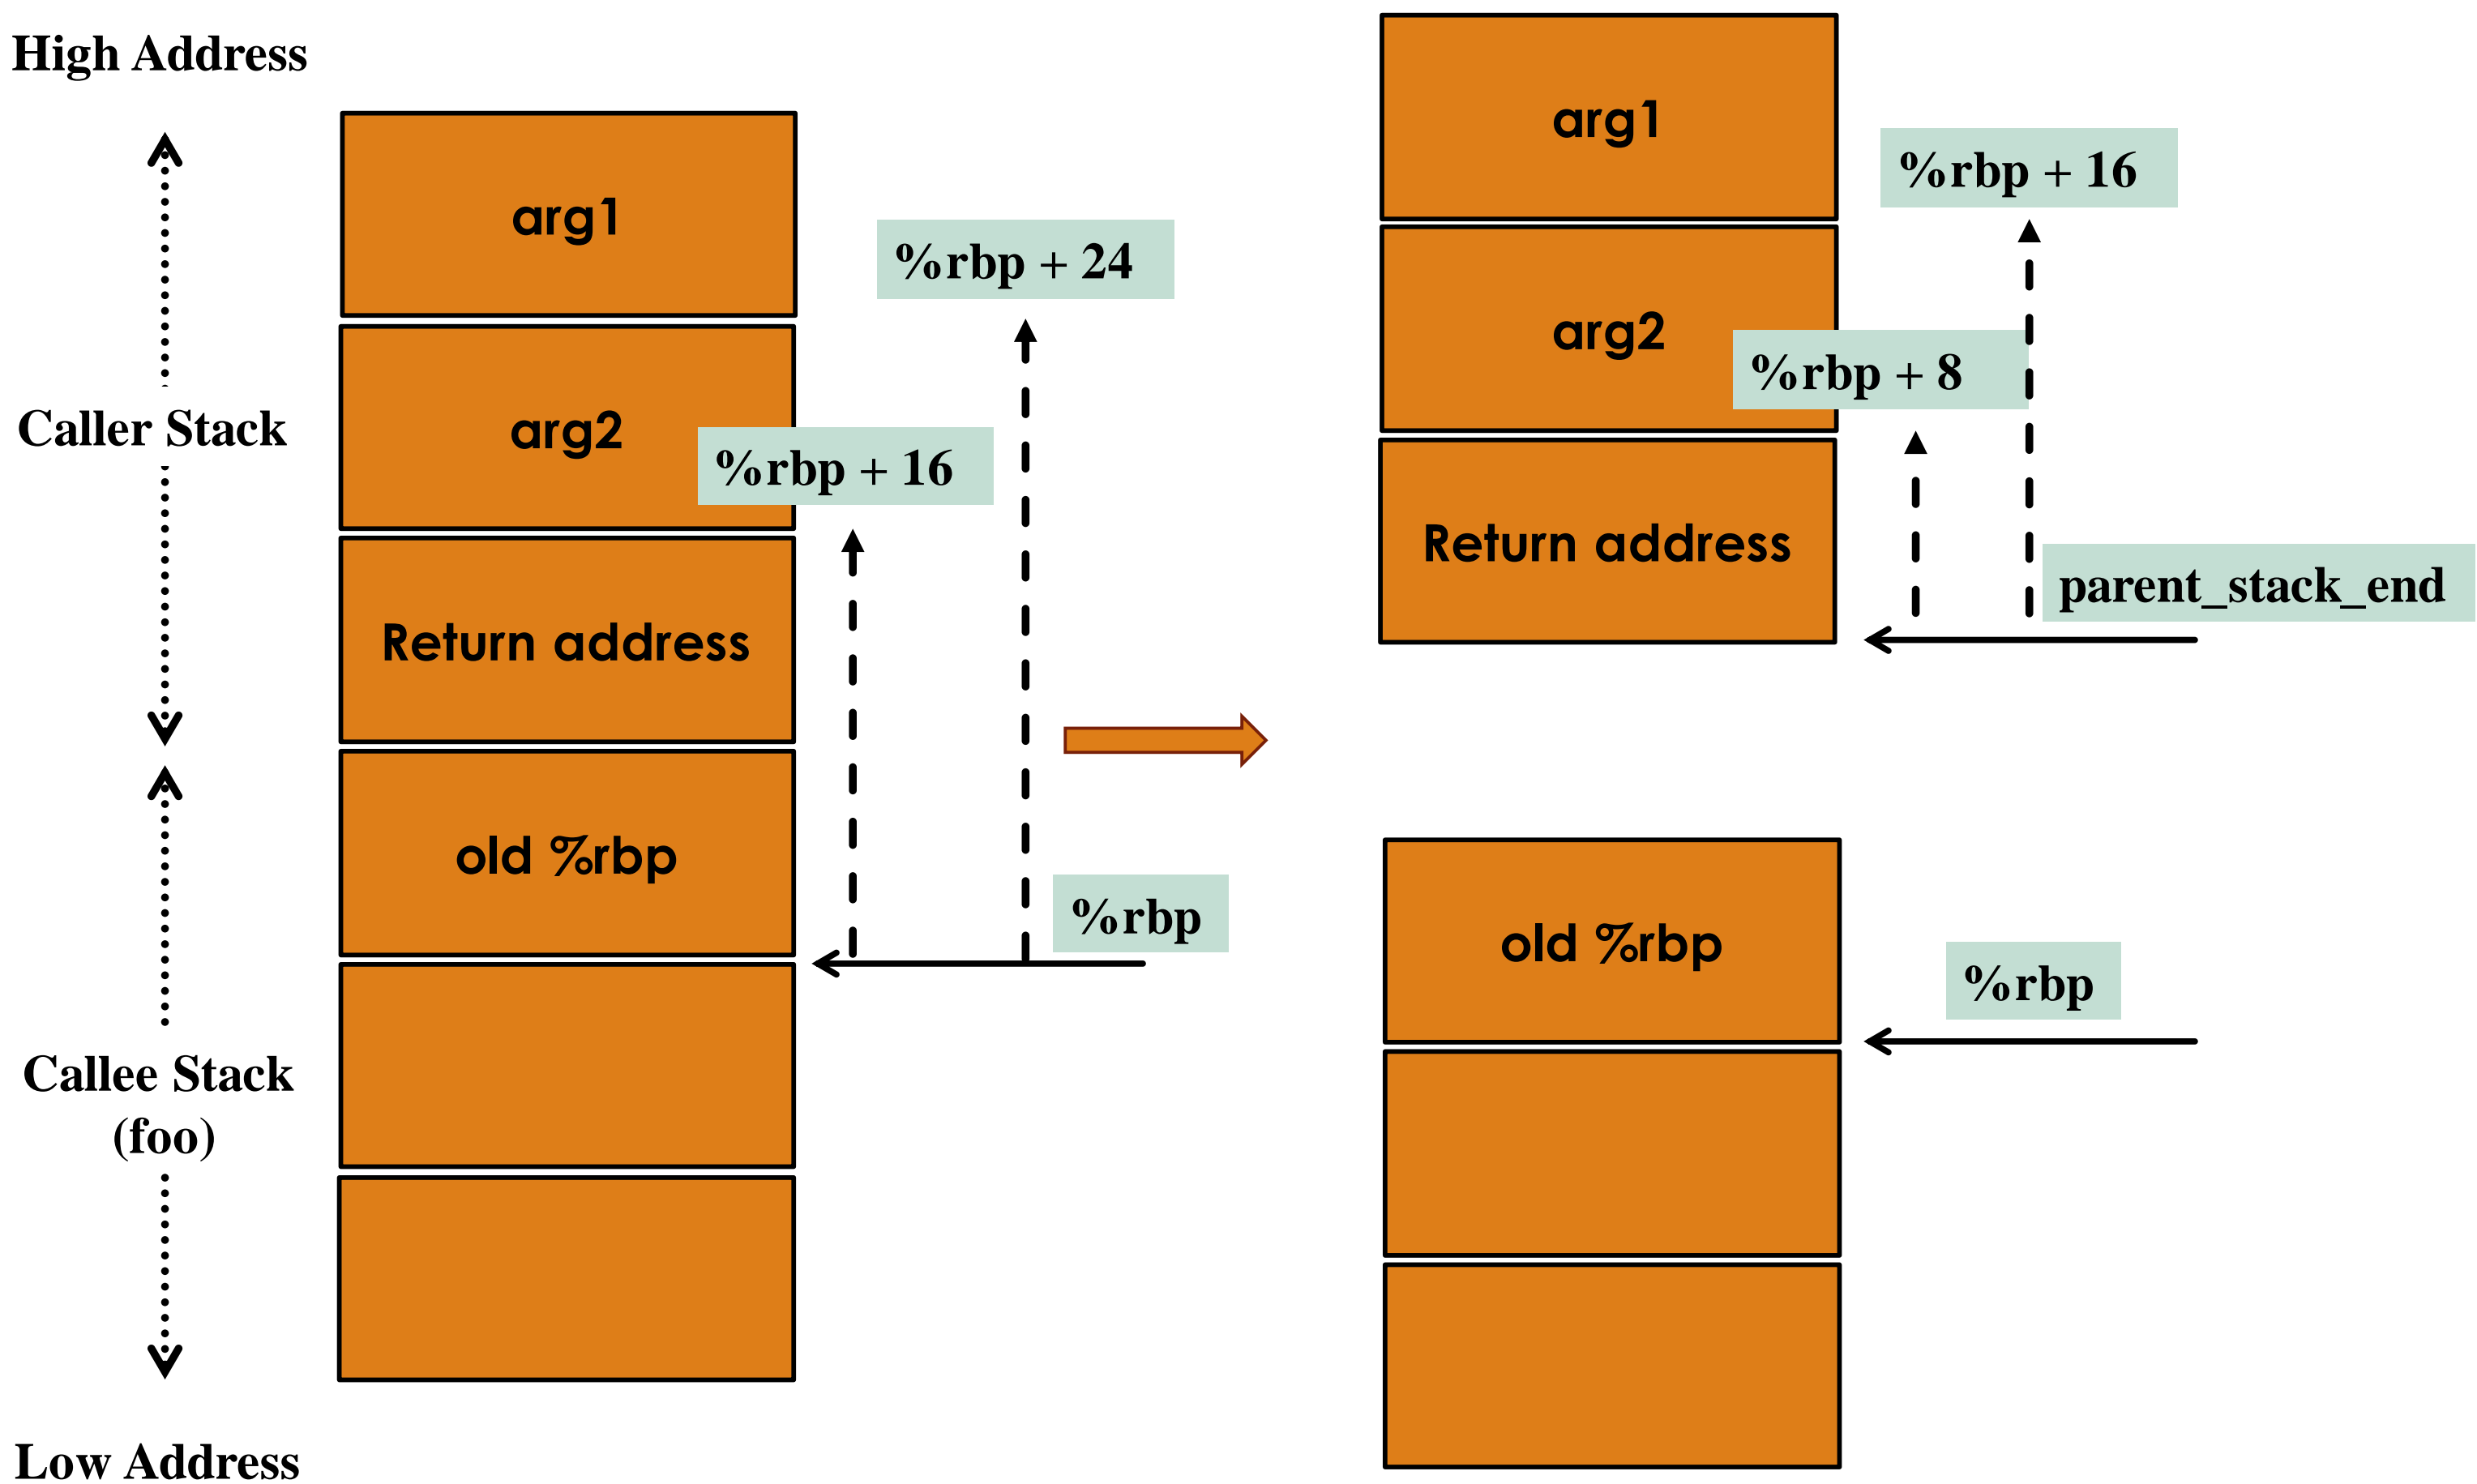 High Address
Caller Stack
Callee Stack
(foo)
Low Address
arg1
%rbp + 24
arg2
%rbp + 16
Return address
old %rbp
%rbp
arg1
%rbp + 16
arg2
%rbp + 8
Return address
parent_stack_end
old %rbp
%rbp